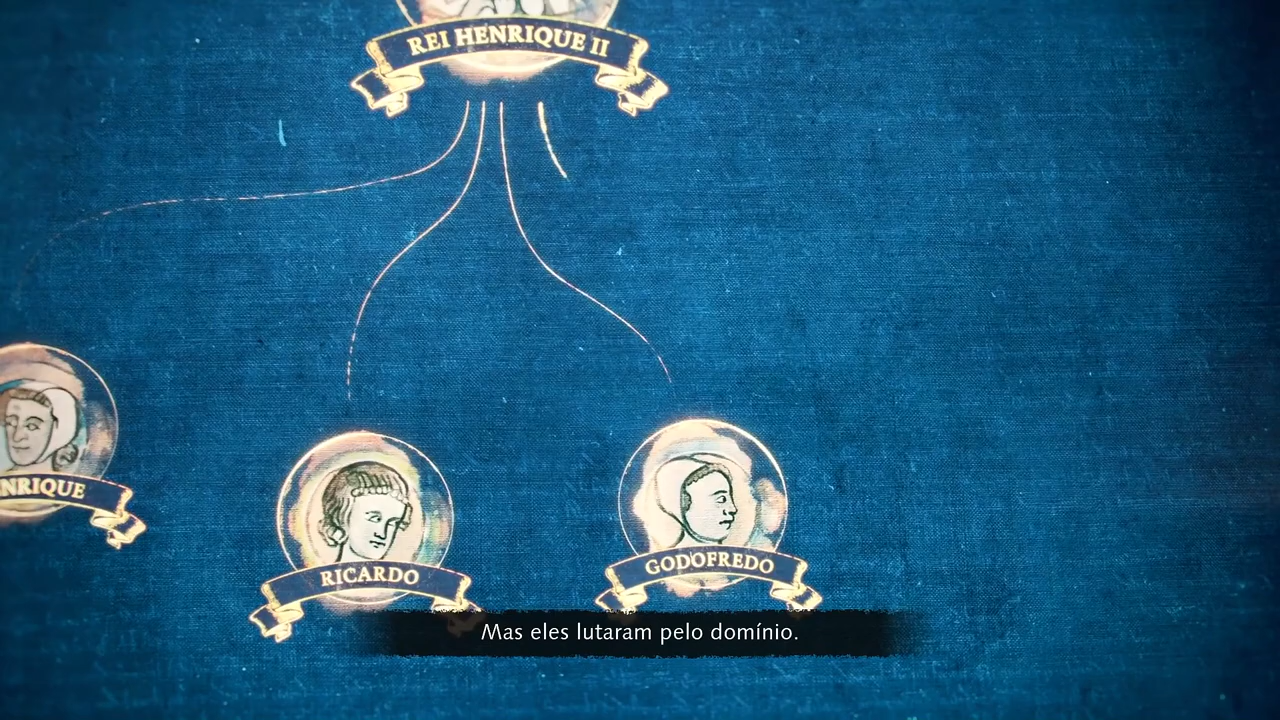 REI HENRIQUE II
NRIQUE
RICARDO
GODOFREDO
Mas eles lutaram pelo domínio.